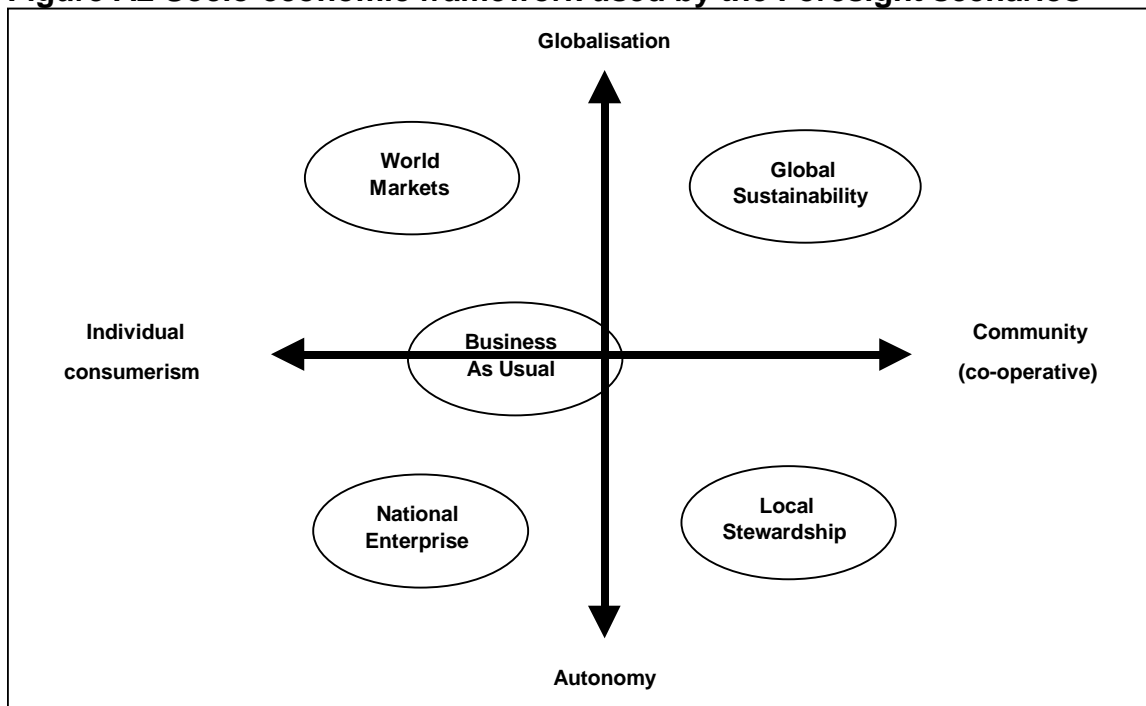 Figure A2 Socio-economic framework used by the Foresight scenarios
Globalisation
World
Markets
Global
Sustainability
Individual
consumerism
Business
As Usual
Community
(co-operative)
National
Enterprise
Local
Stewardship
Autonomy